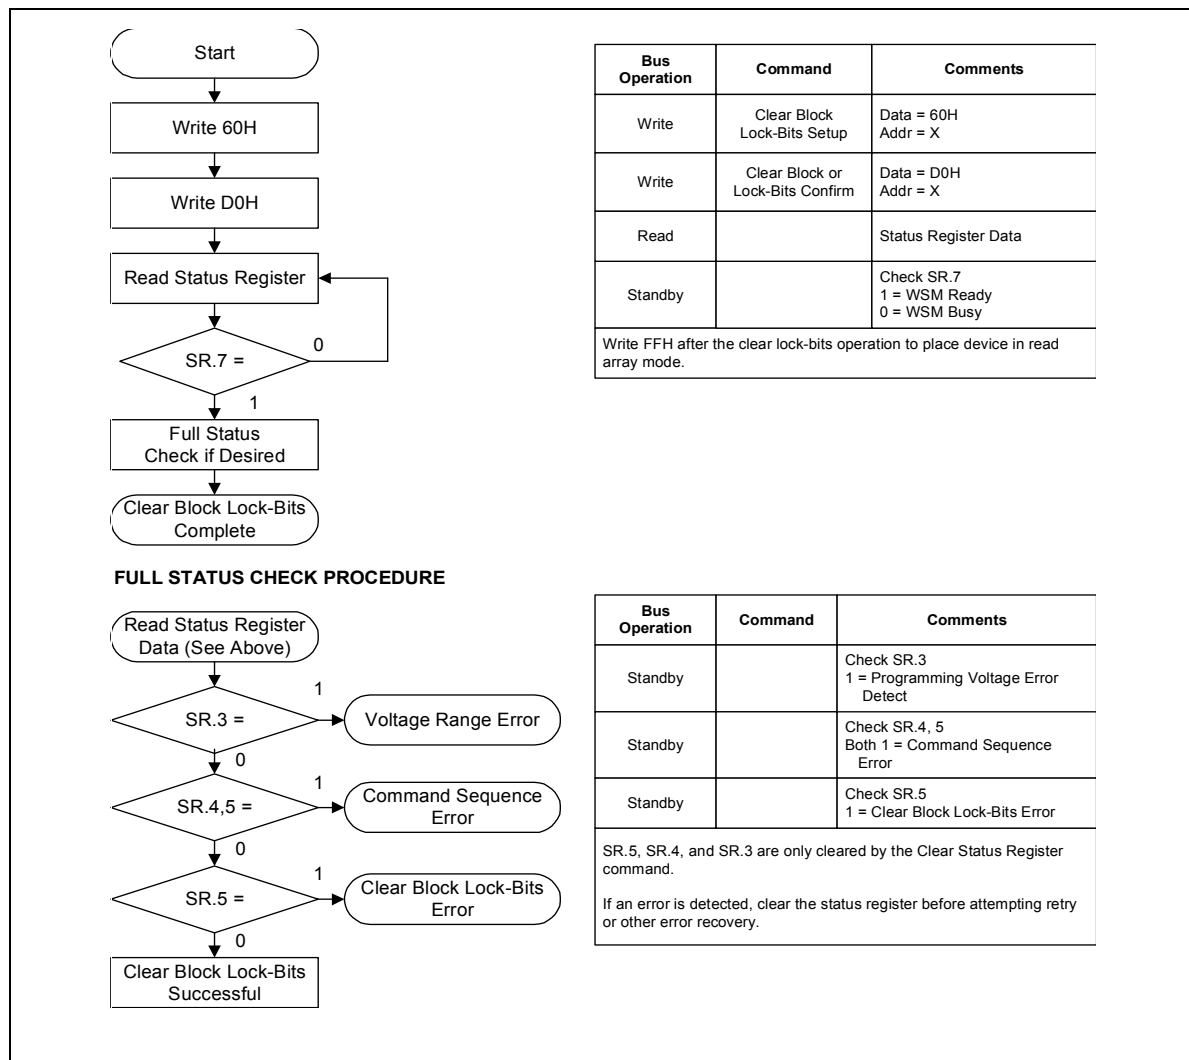 Start
Write 60H
Write D0H
Read Status Register
SR.7 =
0
1
Full Status
Check if Desired
Clear Block Lock-Bits
Complete
Bus
Operation
Command
Comments
Write
Clear Block
Lock-Bits Setup
Data = 60H
Addr = X
Write
Clear Block or
Lock-Bits Confirm
Data = D0H
Addr = X
Read
Status Register Data
Standby
Check SR.7
1 = WSM Ready
0 = WSM Busy
Write FFH after the clear lock-bits operation to place device in read
array mode.
FULL STATUS CHECK PROCEDURE
Read Status Register
Data (See Above)
SR.3 =
1
Voltage Range Error
0
SR.4,5 =
1
Command Sequence
Error
0
SR.5 =
1
Clear Block Lock-Bits
Error
0
Clear Block Lock-Bits
Successful
Bus
Operation
Command
Comments
Standby
Check SR.3
1 = Programming Voltage Error
Detect
Standby
Check SR.4, 5
Both 1 = Command Sequence
Error
Standby
Check SR.5
1 = Clear Block Lock-Bits Error
SR.5, SR.4, and SR.3 are only cleared by the Clear Status Register
command.
If an error is detected, clear the status register before attempting retry
or other error recovery.